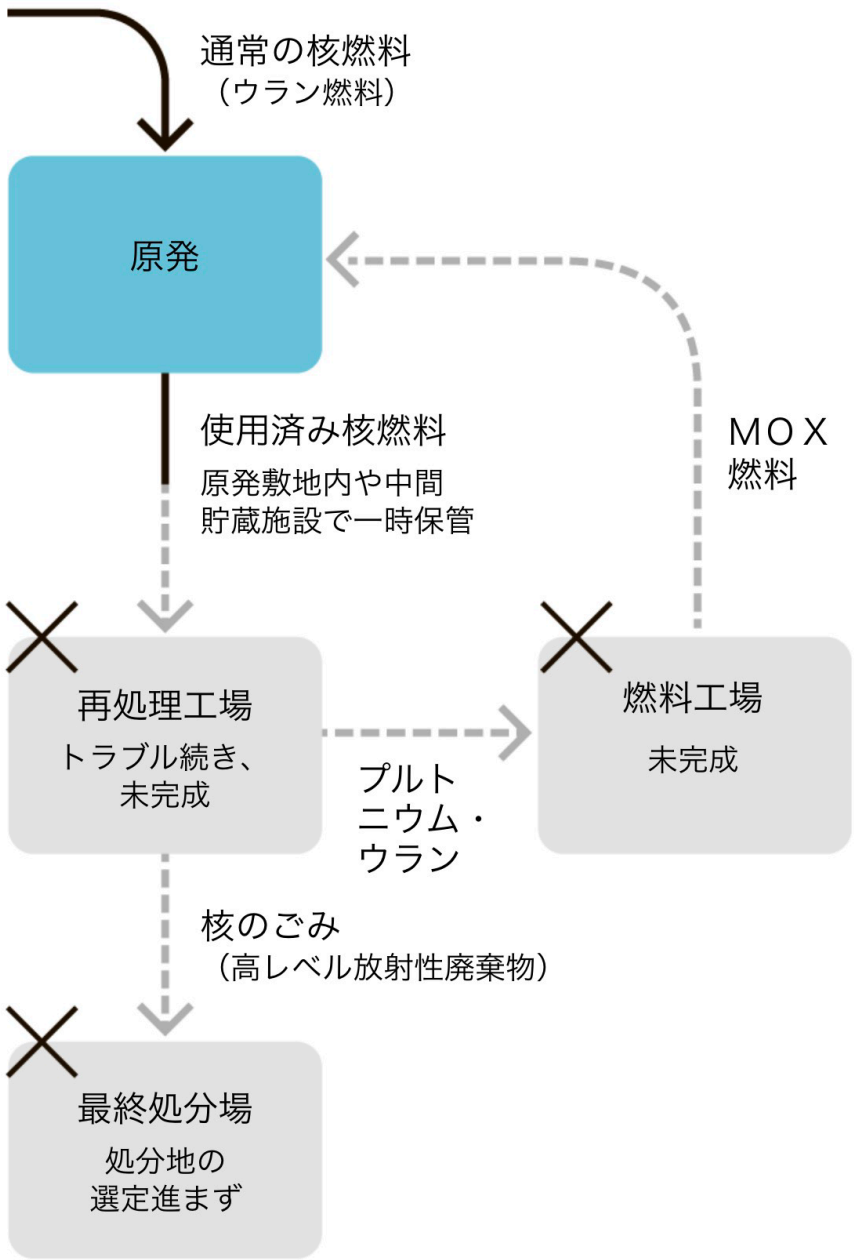 通常の核燃料
（ウラン燃料）
原発
使用済み核燃料
原発敷地内や中間
貯蔵施設で一時保管
ＭＯＸ
燃料
再処理工場
トラブル続き、
未完成
プルト
ニウム・
ウラン
燃料工場
未完成
核のごみ
（高レベル放射性廃棄物）
最終処分場
処分地の
選定進まず